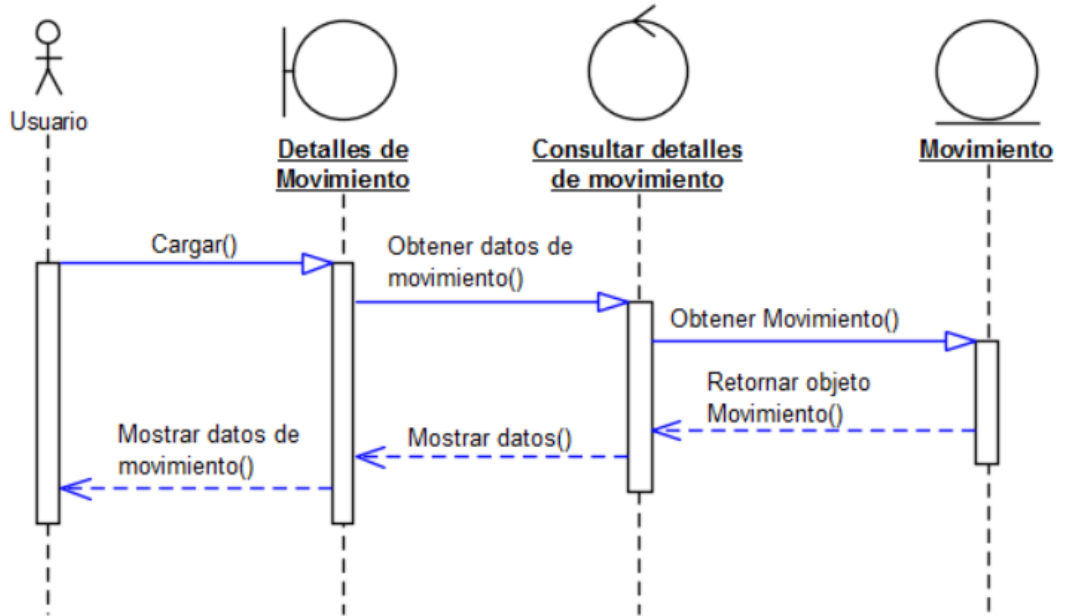 Usuario
Detalles de
Movimiento
Consultar detalles
de movimiento
Movimiento
Cargar()
Obtener datos de
movimiento()
Obtener Movimiento()
Retornar objeto
Movimiento()
Mostrar datos()
Mostrar datos de
movimiento()